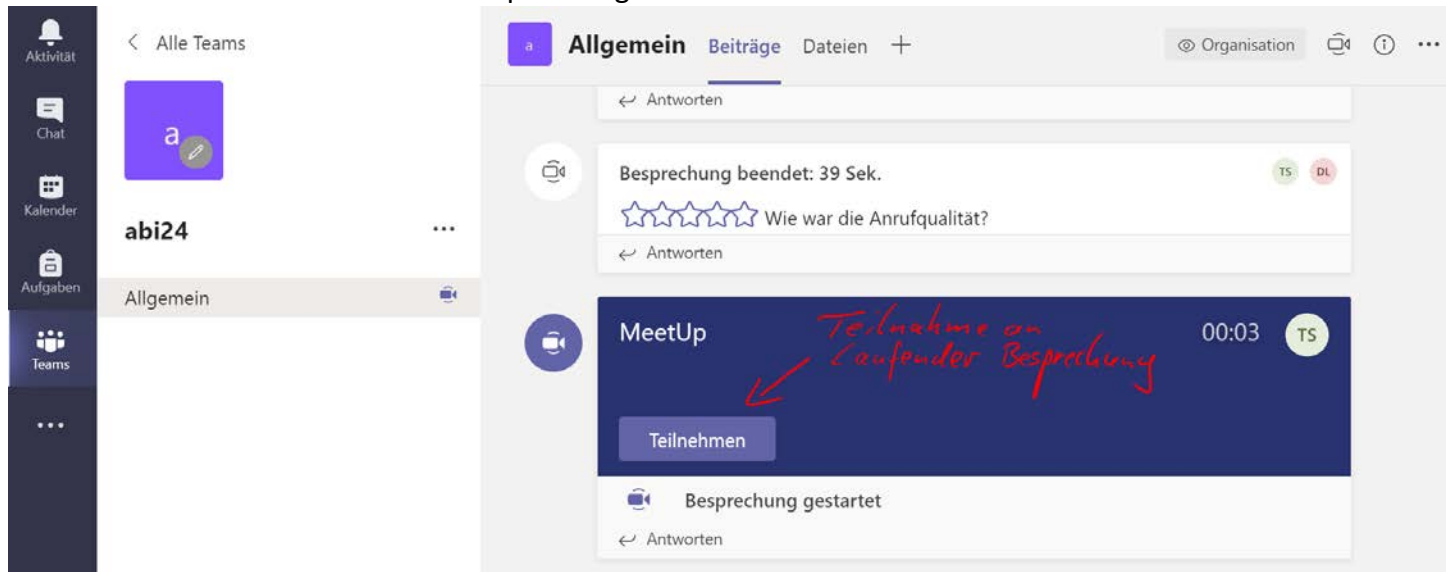 Aktivität
Chat
Kalender
Aufgaben
Teams
Alle Teams
a
abi24
Allgemein
a
Allgemein Beiträge Dateien
Organisation
Antworten
Besprechung beendet: 39 Sek.
TS DL
Wie war die Anrufqualität?
Antworten
MeetUp
Teilnahme an
Laufender Besprechung
00:03 TS
Teilnehmen
Besprechung gestartet
Antworten